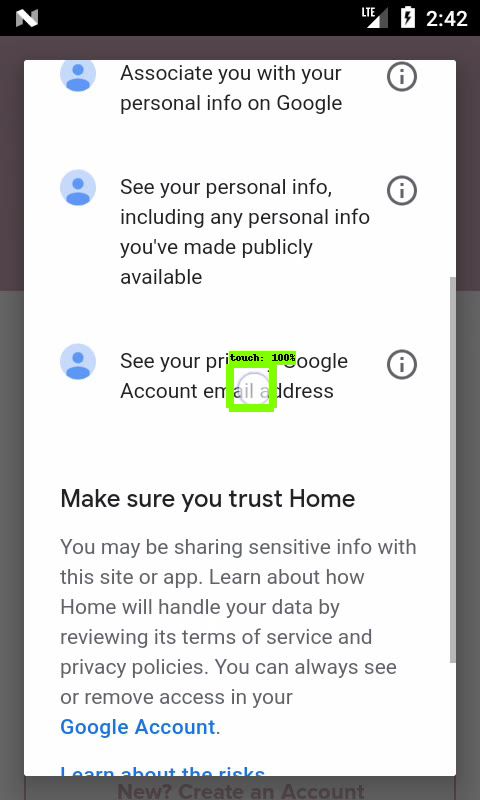 LTE 2:42
Associate you with your
personal info on Google
See your personal info,
including any personal info
you've made publicly
available
touch: 100%
See your pri Google
Account email address
Make sure you trust Home
You may be sharing sensitive info with
this site or app. Learn about how
Home will handle your data by
reviewing its terms of service and
privacy policies. You can always see
or remove access in your
Google Account.
Learn about the risks
New? Create an Account